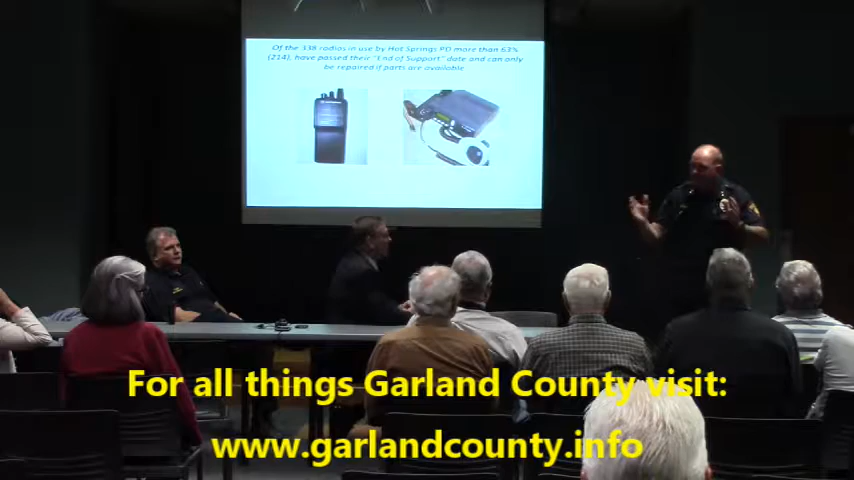 Of the 338 radios in use by Hot Springs PD more than 63%
(214), have passed their "End of Support" date and can only
be repaired if parts are available.
For all things Garland County visit:
www.garlandcounty.info